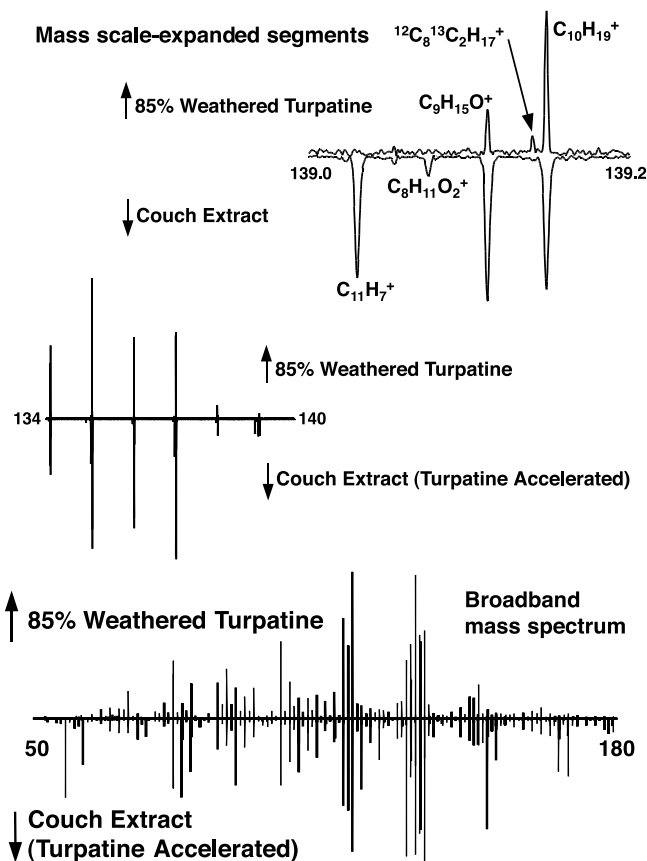 Mass scale-expanded segments
¹²C₈¹³C₂H₁₇⁺
C₁₀H₁₉⁺
85% Weathered Turpatine
C₉H₁₅O⁺
139.0
139.2
C₈H₁₁O₂⁺
Couch Extract
C₁₁H₇⁺
85% Weathered Turpatine
134
140
Couch Extract (Turpatine Accelerated)
85% Weathered Turpatine
Broadband
mass spectrum
50
180
Couch Extract
(Turpatine Accelerated)